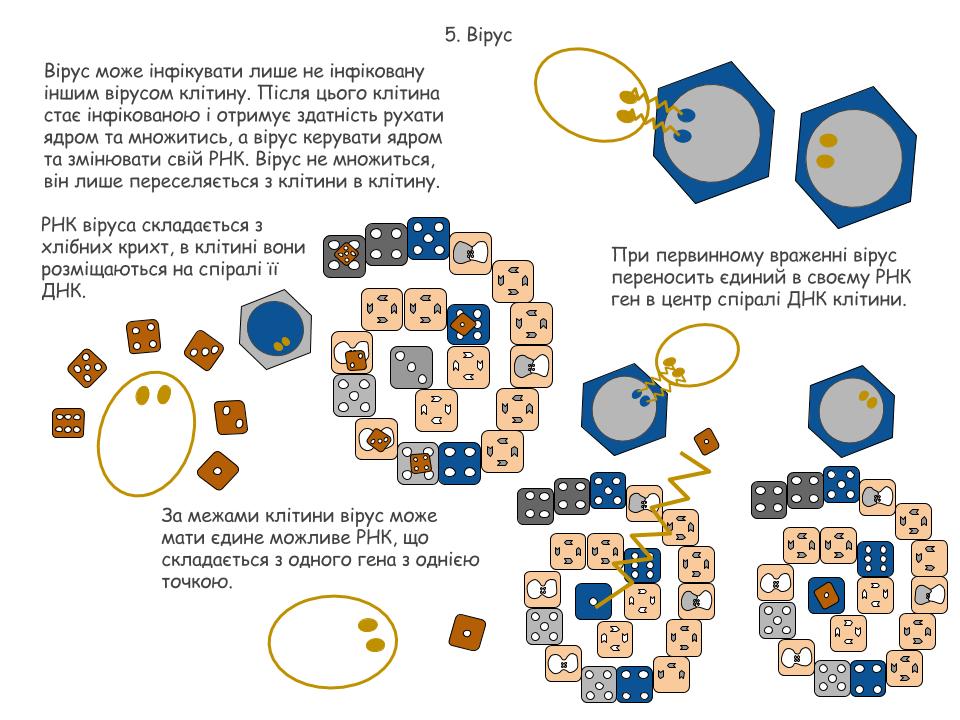 5. Вірус
Вірус може інфікувати лише не інфіковану
іншим вірусом клітину. Після цього клітина
стає інфікованою і отримує здатність рухати
ядром та множитись, а вірус керувати ядром
та змінювати свій РНК. Вірус не множиться,
він лише переселяється з клітини в клітину.
РНК віруса складається з
хлібних крихт, в клітині вони
розміщаються на спіралі її
ДНК.
При первинному враженні вірус
переносить єдиний в своєму РНК
ген в центр спіралі ДНК клітини.
За межами клітини вірус може
мати єдине можливе РНК, що
складається з одного гена з однією
точкою.